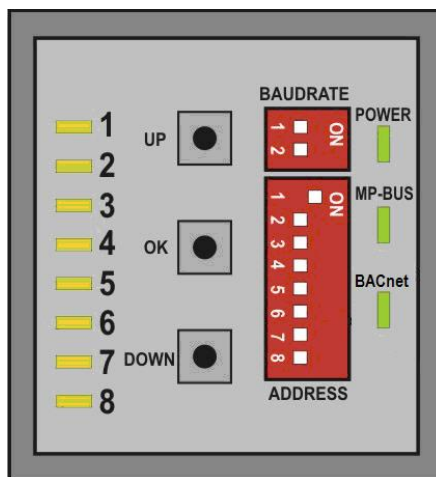 1
2
3
4
5
6
7
8
UP
OK
DOWN
BAUDRATE
1
2
ON
1
2
3
4
5
6
7
8
ON
ADDRESS
POWER
MP-BUS
BACnet